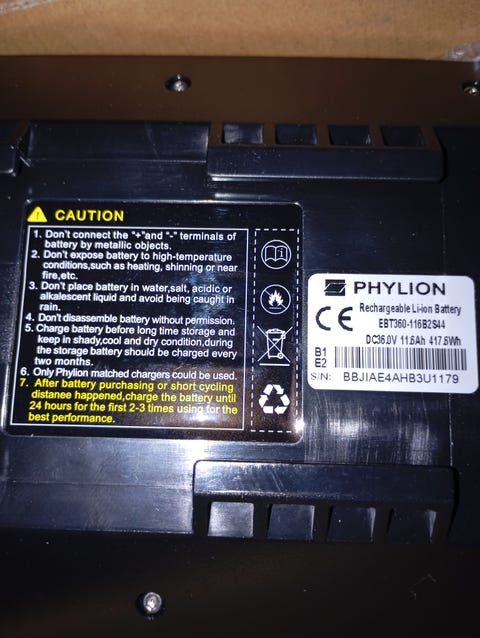 CAUTION
1. Don't connect the "+"and "-" terminals of
battery by metallic objects.
2. Don't expose battery to high-temperature
conditions,such as heating, shinning or near
fire,etc.
3. Don't place battery in water,salt, acidic or
alkalescent liquid and avoid being caught in
rain.
4. Don't disassemble battery without permission.
5. Charge battery before long time storage and
keep in shady,cool and dry condition,during
the storage battery should be charged every
two months.
6. Only Phylion matched chargers could be used.
7. After battery purchasing or short cycling
distanee happened,charge the battery until
24 hours for the first 2-3 times using for the
best performance.
PHYLION
Rechargeable Li-ion Battery
CE
EBT360-116B2S44
DC36.0V 11.6Ah 417.6Wh
B1
E2
S/N: BBJIAE4AHB3U1179